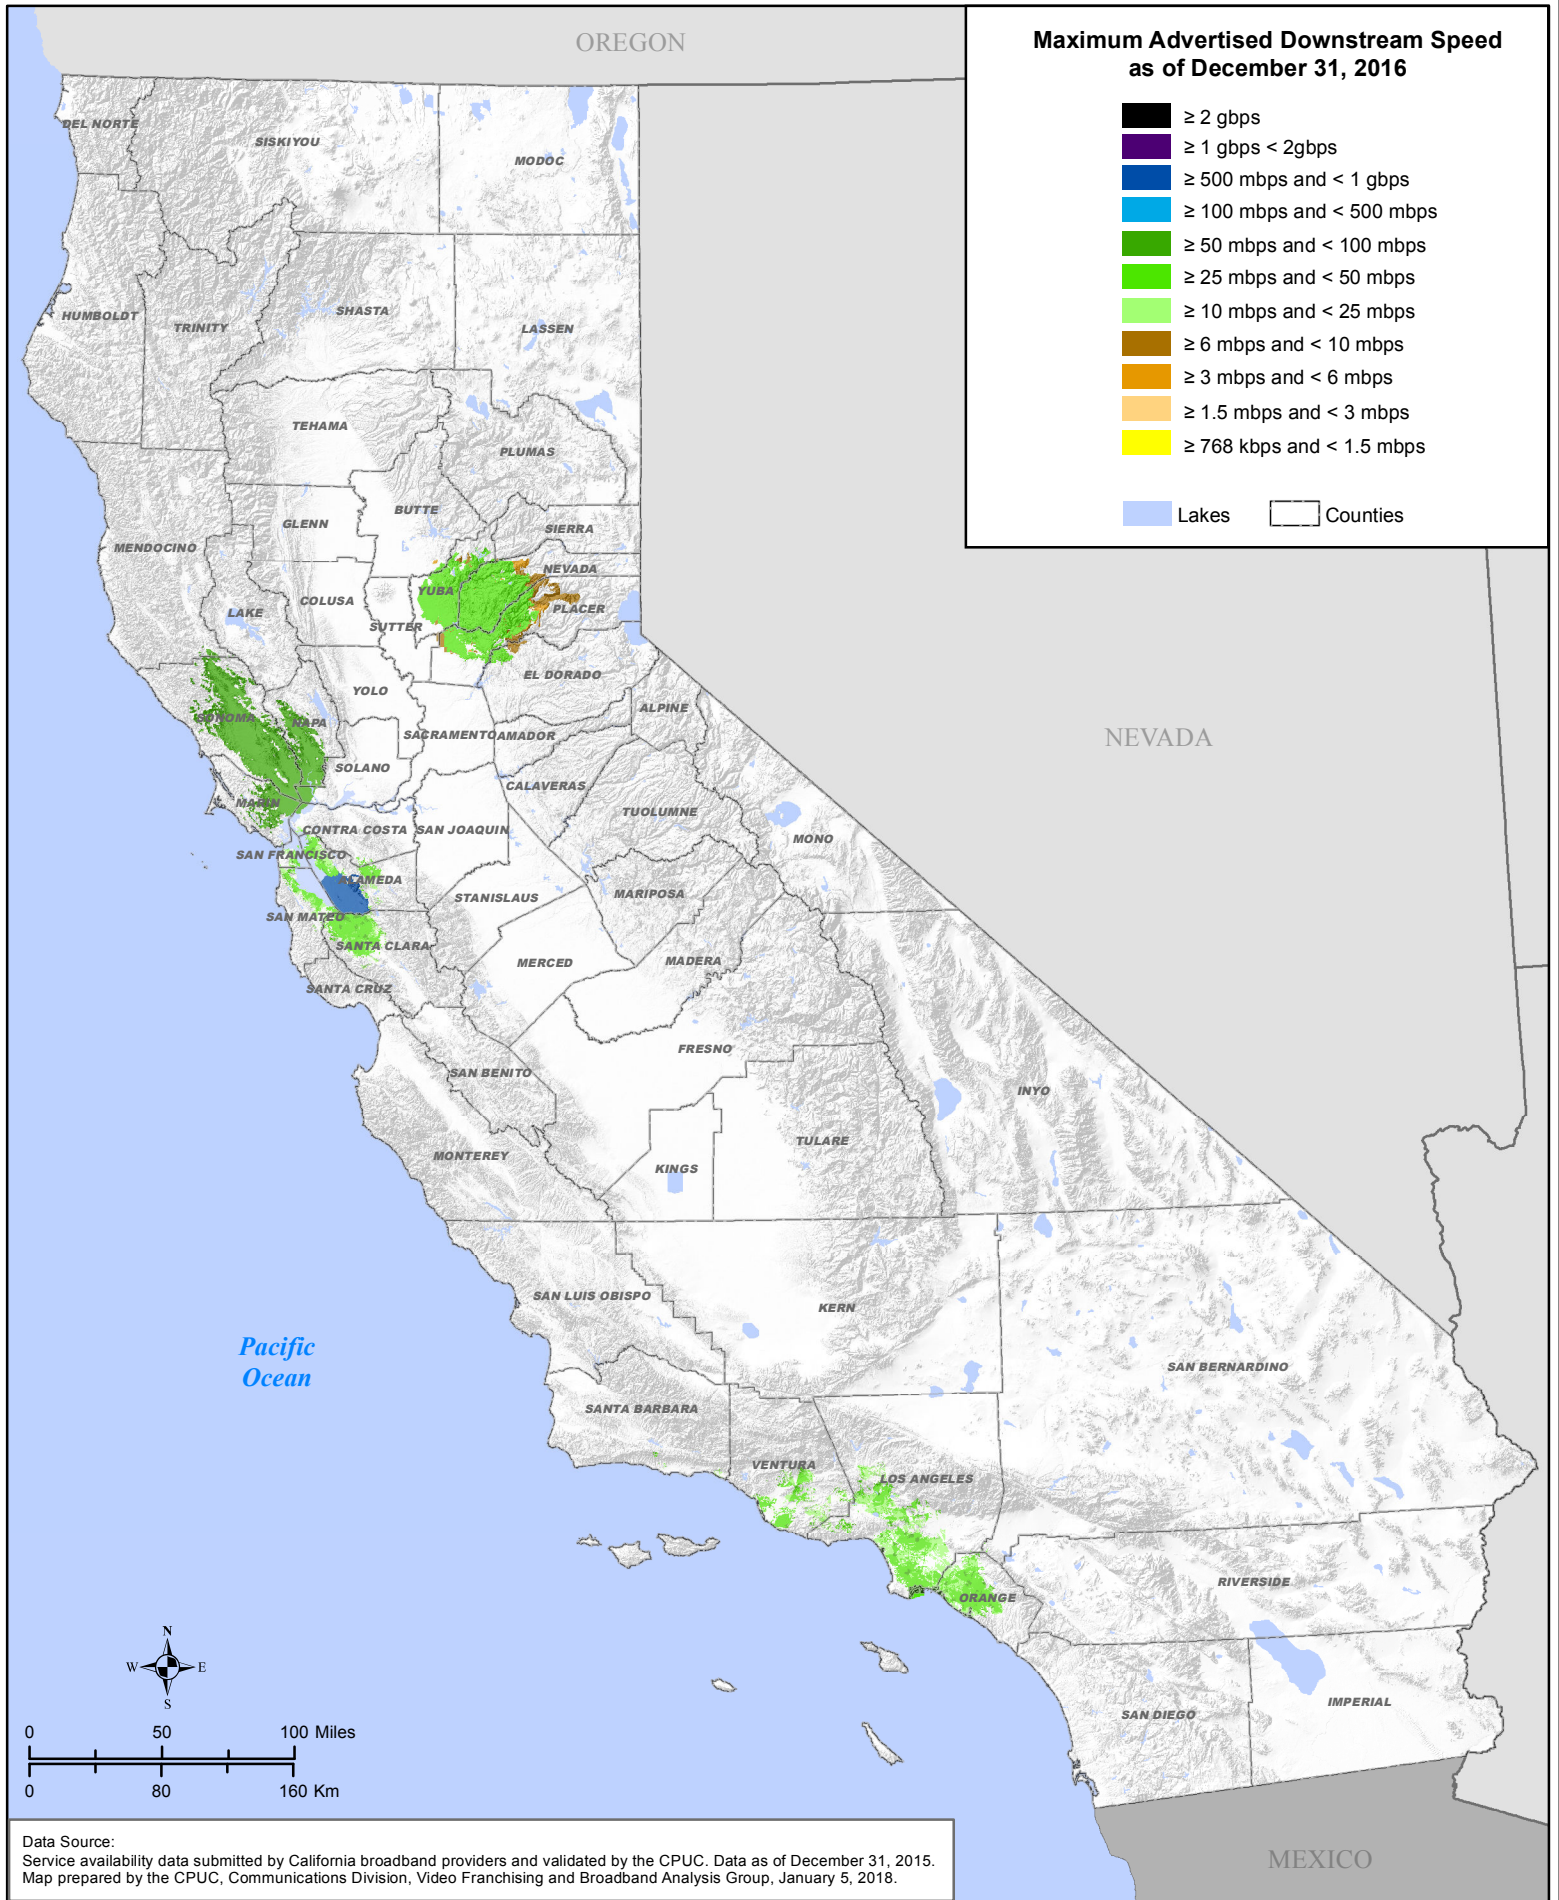 OREGON
Maximum Advertised Downstream Speed
as of December 31, 2016
≥ 2 gbps
≥ 1 gbps < 2gbps
≥ 500 mbps and < 1 gbps
≥ 100 mbps and < 500 mbps
≥ 50 mbps and < 100 mbps
≥ 25 mbps and < 50 mbps
≥ 10 mbps and < 25 mbps
≥ 6 mbps and < 10 mbps
≥ 3 mbps and < 6 mbps
≥ 1.5 mbps and < 3 mbps
≥ 768 kbps and < 1.5 mbps
Lakes
Counties
DEL NORTE
SISKIYOU
MODOC
HUMBOLDT
TRINITY
SHASTA
LASSEN
TEHAMA
PLUMAS
BUTTE
GLENN
SIERRA
MENDOCINO
NEVADA
YUBA
COLUSA
PLACER
LAKE
SUTTER
EL DORADO
YOLO
ALPINE
SONOMA
NAPA
SACRAMENTO
AMADOR
NEVADA
SOLANO
CALAVERAS
MARIN
TUOLUMNE
CONTRA COSTA
SAN JOAQUIN
MONO
SAN FRANCISCO
ALAMEDA
STANISLAUS
MARIPOSA
SAN MATEO
SANTA CLARA
MERCED
MADERA
SANTA CRUZ
FRESNO
SAN BENITO
INYO
TULARE
MONTEREY
KINGS
SAN LUIS OBISPO
KERN
Pacific
Ocean
SAN BERNARDINO
SANTA BARBARA
VENTURA
LOS ANGELES
RIVERSIDE
ORANGE
N
W
E
S
IMPERIAL
SAN DIEGO
0 50 100 Miles
0 80 160 Km
MEXICO
Data Source:
Service availability data submitted by California broadband providers and validated by the CPUC. Data as of December 31, 2015.
Map prepared by the CPUC, Communications Division, Video Franchising and Broadband Analysis Group, January 5, 2018.